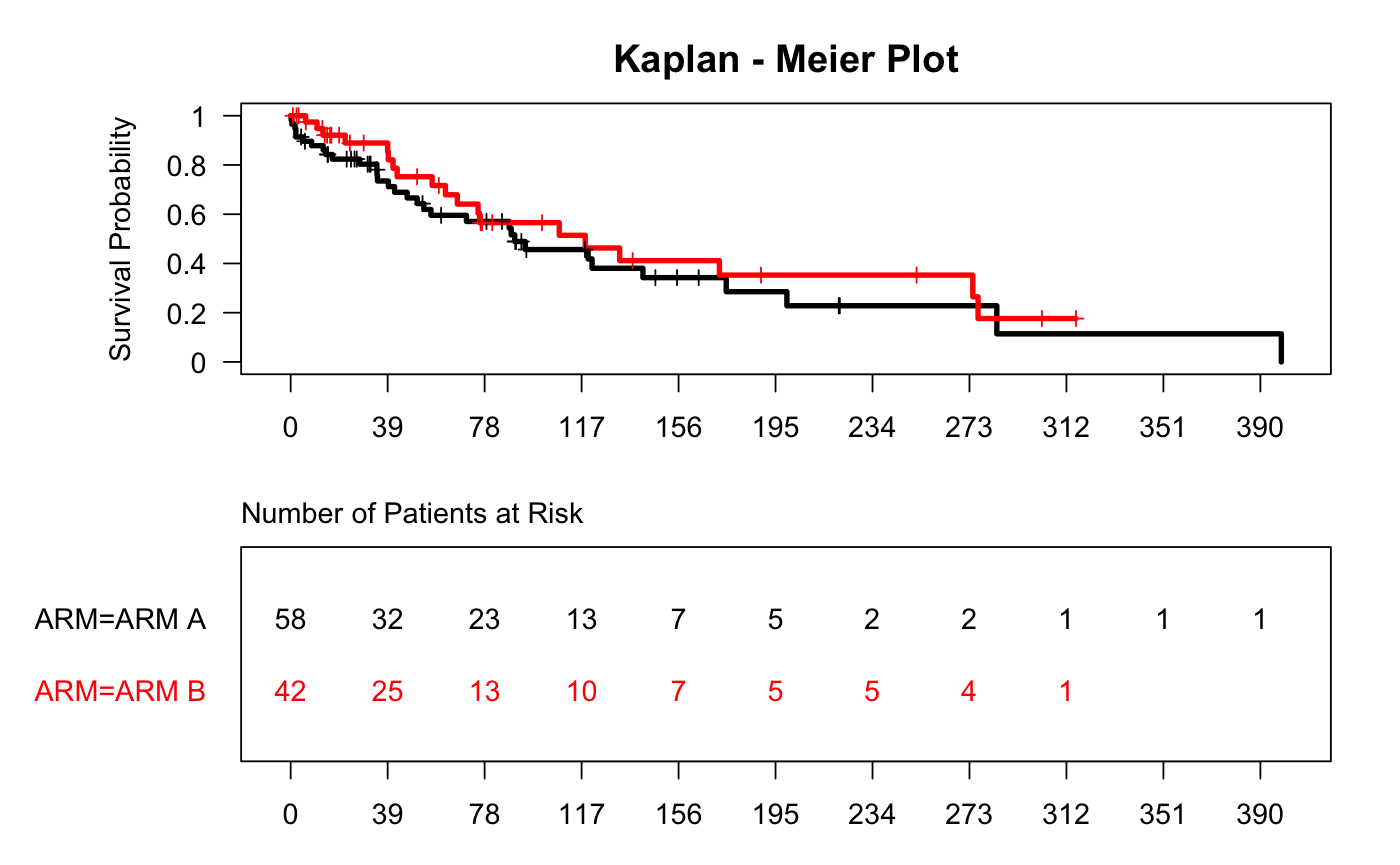 Kaplan - Meier Plot
Survival Probability
1
0.8
0.6
0.4
0.2
0
0 39 78 117 156 195 234 273 312 351 390
Number of Patients at Risk
ARM=ARM A 58 32 23 13 7 5 2 2 1 1 1
ARM=ARM B 42 25 13 10 7 5 5 4 1
0 39 78 117 156 195 234 273 312 351 390